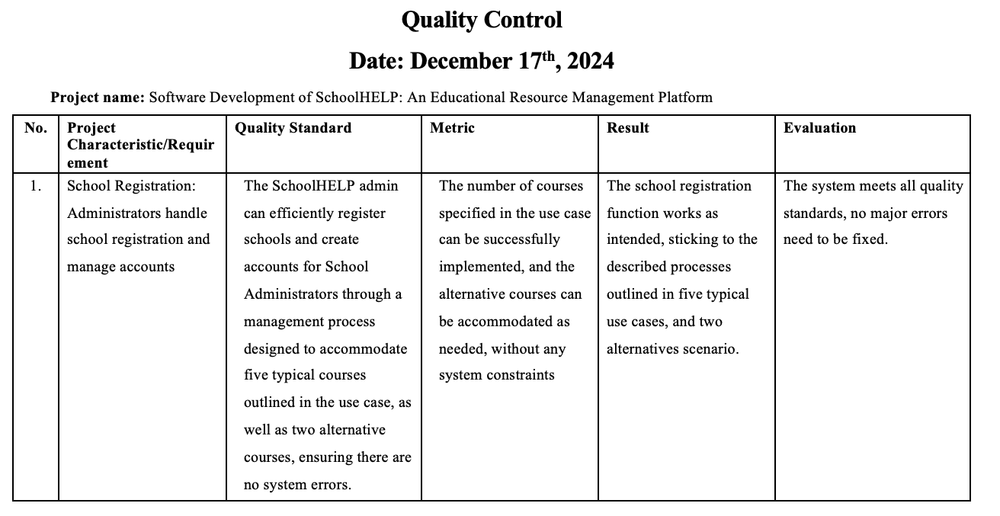 Quality Control
Date: December 17th, 2024
Project name: Software Development of SchoolHELP: An Educational Resource Management Platform
No.
Project
Characteristic/Requir
ement
Quality Standard
Metric
Result
Evaluation
1.
School Registration:
Administrators handle
school registration and
manage accounts
The SchoolHELP admin
can efficiently register
schools and create
accounts for School
Administrators through a
management process
designed to accommodate
five typical courses
outlined in the use case, as
well as two alternative
courses, ensuring there are
no system errors.
The number of courses
specified in the use case
can be successfully
implemented, and the
alternative courses can
be accommodated as
needed, without any
system constraints
The school registration
function works as
intended, sticking to the
described processes
outlined in five typical
use cases, and two
alternatives scenario.
The system meets all quality
standards, no major errors
need to be fixed.